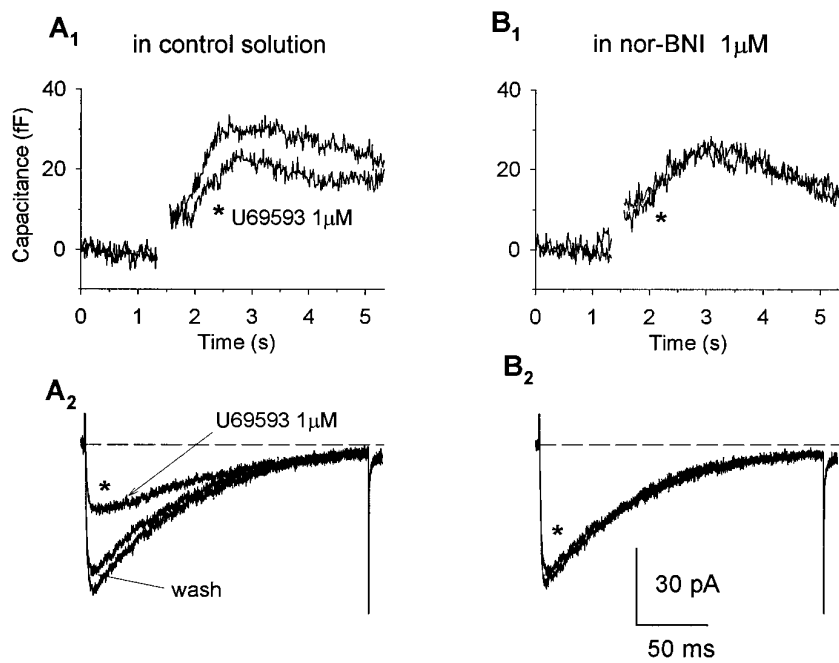 A1
in control solution
B1
in nor-BNI 1µM
40
20
0
Capacitance (fF)
* U69593 1µM
0 1 2 3 4 5
Time (s)
40
20
0
*
0 1 2 3 4 5
Time (s)
A2
U69593 1µM
*
wash
B2
*
30 pA
50 ms